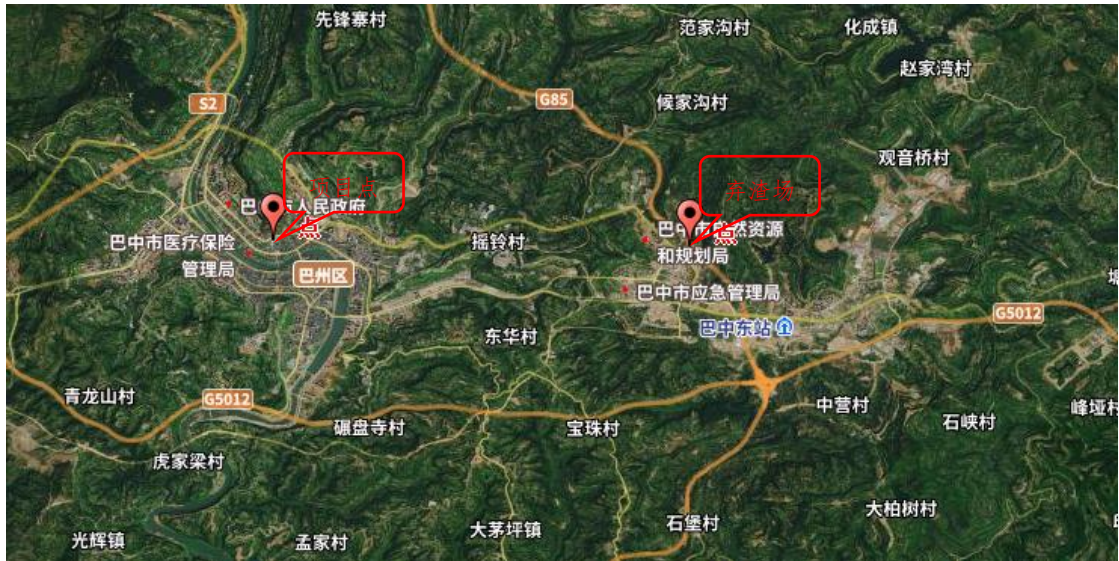 先锋寨村
范家沟村
化成镇
赵家湾村
S2
G85
候家沟村
观音桥村
项目点
弃渣场
巴
市人民政府
点
巴中市医疗保险
管理局
摇铃村
巴中市自然资源
点
和规划局
巴州区
巴中市应急管理局
巴中东站
G5012
东华村
青龙山村
G5012
碾盘寺村
宝珠村
中营村
石峡村
峰垭村
虎家梁村
大柏树村
光辉镇
孟家村
大茅坪镇
石堡村